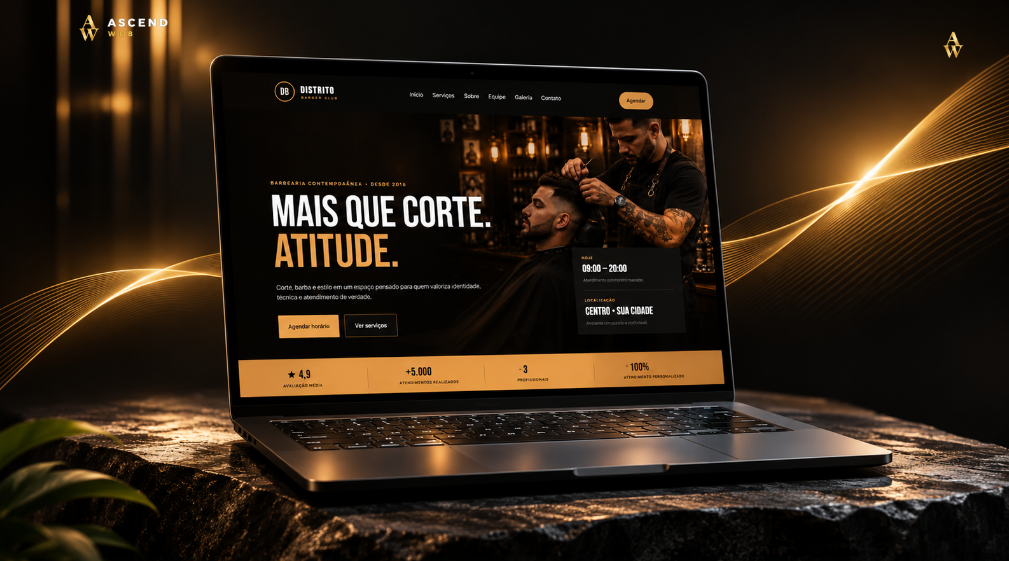 ASCEND
WEB
AW
DB
DISTRITO
BARBER CLUB
Início Serviços Sobre Equipe Galeria Contato
Agendar
BARBEARIA CONTEMPOAÂNEA • DESDE 2016
MAIS QUE CORTE.
ATITUDE.
Corte, barba e estilo em um espaço pensado para quem valoriza identidade,
técnica e atendimento de verdade.
Agendar horário
Ver serviços
HOJE
09:00 – 20:00
LOCALIZAÇÃO
CENTRO • SUA CIDADE
★ 4,9
AVALIAÇÃO MÉDIA
+5.000
ATENDIMENTOS REALIZADOS
3
PROFISSIONAIS
100%
ATENDIMENTO PERSONALIZADO